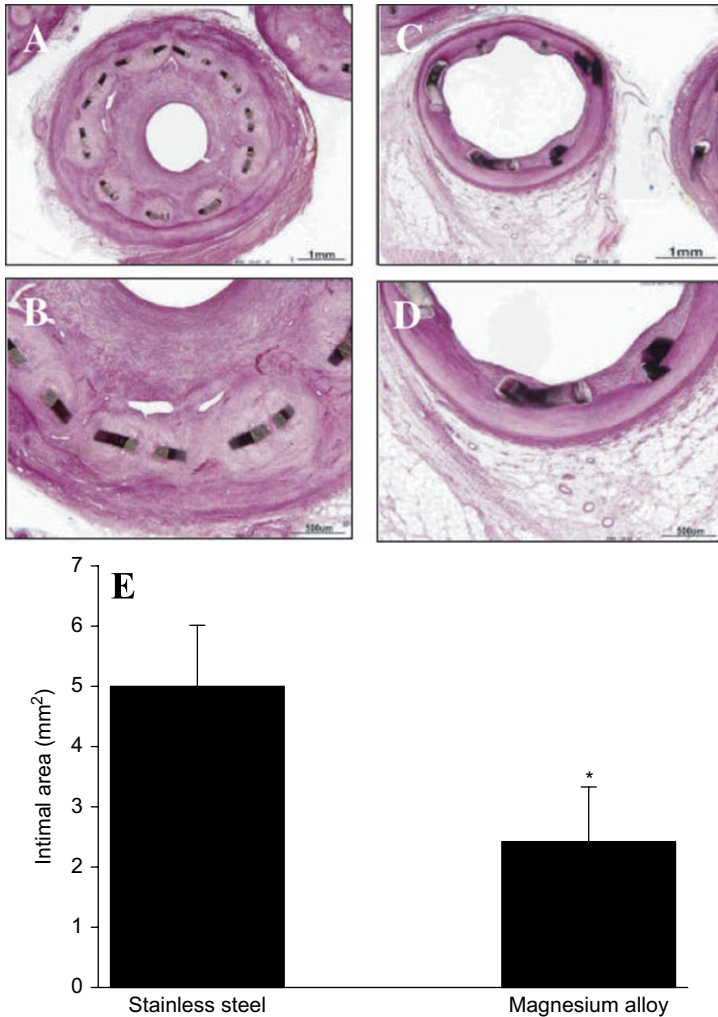 A
C
1mm
1mm
B
D
500um
500um
E
7
6
5
4
3
2
1
0
Intimal area (mm²)
*
Stainless steel
Magnesium alloy